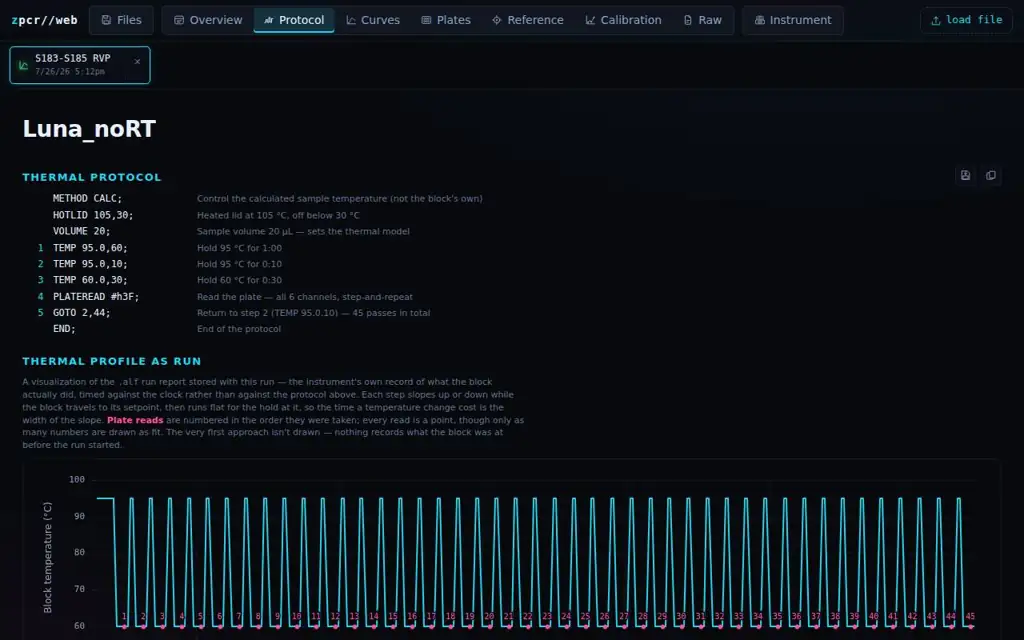 zpcr//web Files Overview Protocol Curves Plates Reference Calibration Raw Instrument load file
S183-S185 RVP ×
7/26/26 5:12pm
Luna_noRT
THERMAL PROTOCOL
METHOD CALC; Control the calculated sample temperature (not the block's own)
HOTLID 105,30; Heated lid at 105 °C, off below 30 °C
VOLUME 20; Sample volume 20 µL — sets the thermal model
1 TEMP 95.0,60; Hold 95 °C for 1:00
2 TEMP 95.0,10; Hold 95 °C for 0:10
3 TEMP 60.0,30; Hold 60 °C for 0:30
4 PLATEREAD #h3F; Read the plate — all 6 channels, step-and-repeat
5 GOTO 2,44; Return to step 2 (TEMP 95.0,10) — 45 passes in total
END; End of the protocol
THERMAL PROFILE AS RUN
A visualization of the .alf run report stored with this run — the instrument's own record of what the block
actually did, timed against the clock rather than against the protocol above. Each step slopes up or down while
the block travels to its setpoint, then runs flat for the hold at it, so the time a temperature change cost is the
width of the slope. Plate reads are numbered in the order they were taken; every read is a point, though only as
many numbers are drawn as fit. The very first approach isn't drawn — nothing records what the block was at
before the run started.
Block temperature (°C)
100
90
80
70
60
1 2 3 4 5 6 7 8 9 10 11 12 13 14 15 16 17 18 19 20 21 22 23 24 25 26 27 28 29 30 31 32 33 34 35 36 37 38 39 40 41 42 43 44 45